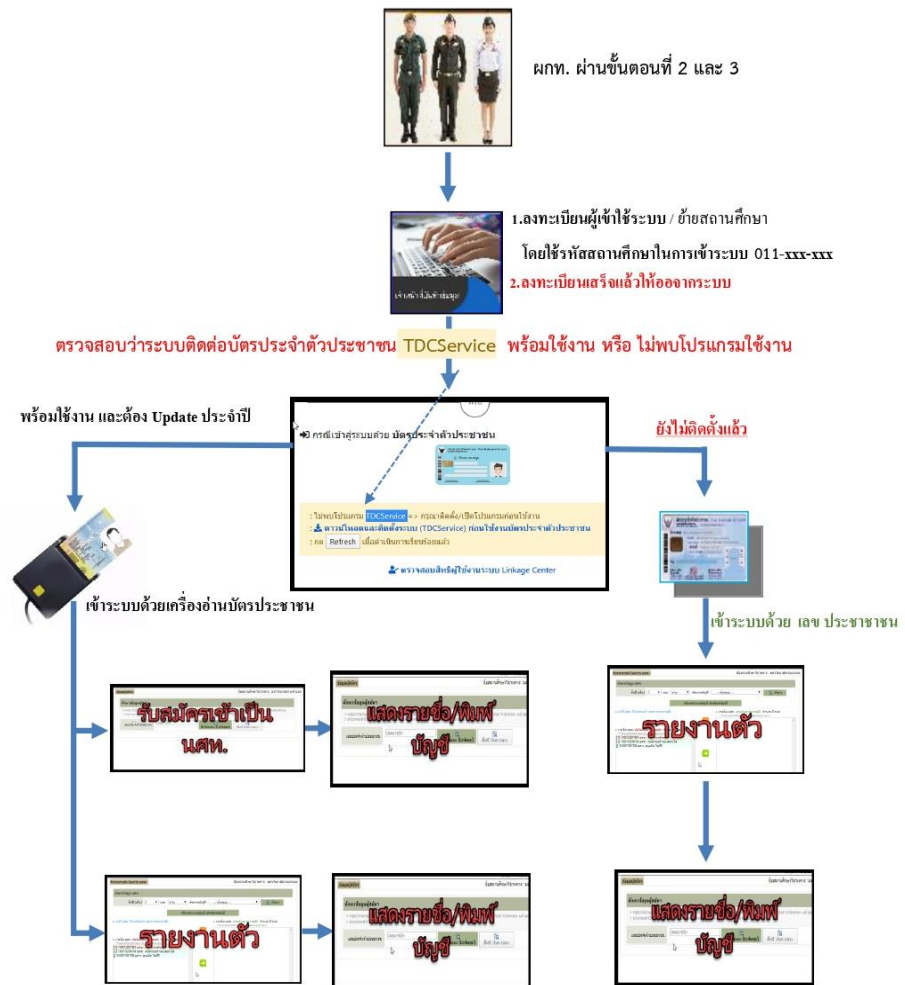 ผกท. ผ่านขั้นตอนที่ 2 และ 3
1.ลงทะเบียนผู้เข้าใช้ระบบ / ย้ายสถานศึกษา
โดยใช้รหัสสถานศึกษาในการเข้าระบบ 011-xxx-xxx
2.ลงทะเบียนเสร็จแล้วให้ออจากระบบ
เจ้าหน้าที่บันทึกข้อมูล
ตรวจสอบว่าระบบติดต่อบัตรประจำตัวประชาชน TDCService พร้อมใช้งาน หรือ ไม่พบโปรแกรมใช้งาน
พร้อมใช้งาน และต้อง Update ประจำปี
ยังไม่ติดตั้งแล้ว
กรณีเข้าสู่ระบบด้วย บัตรประจำตัวประชาชน
: ไม่พบโปรแกรม TDCService => กรุณาติดตั้ง/เปิดโปรแกรมก่อนใช้งาน
: ดาวน์โหลดและติดตั้งระบบ (TDCService) ก่อนใช้งานบัตรประจำตัวประชาชน
: กด Refresh เมื่อดำเนินการเรียบร้อยแล้ว
ตรวจสอบสิทธิผู้ใช้งานระบบ Linkage Center
เข้าระบบด้วยเครื่องอ่านบัตรประชาชน
เข้าระบบด้วย เลข ประชาชาชน
รับสมัครเข้าเป็น
นศท.
แสดงรายชื่อ/พิมพ์
บัญชี
รายงานตัว
รายงานตัว
แสดงรายชื่อ/พิมพ์
บัญชี
แสดงรายชื่อ/พิมพ์
บัญชี